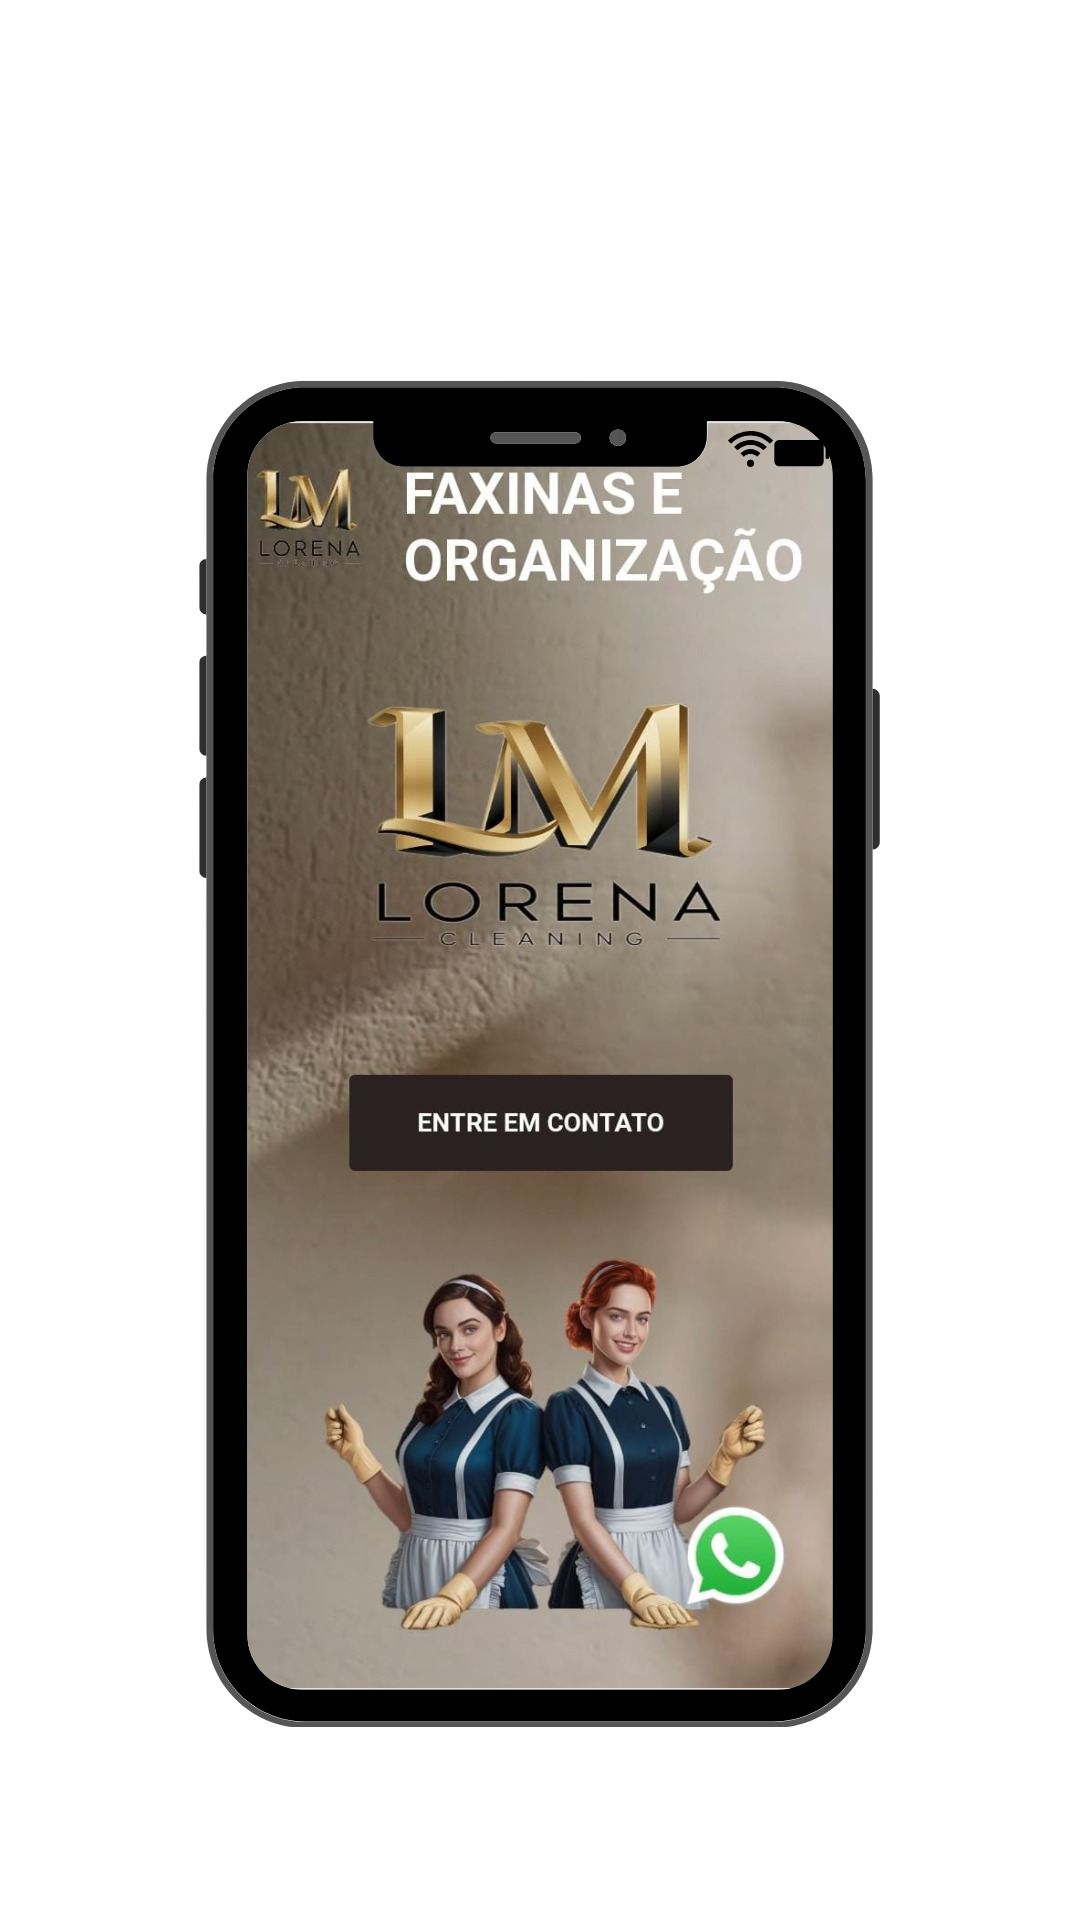 FAXINAS E
ORGANIZAÇÃO
LM
LORENA
LM
LORENA
CLEANING
ENTRE EM CONTATO